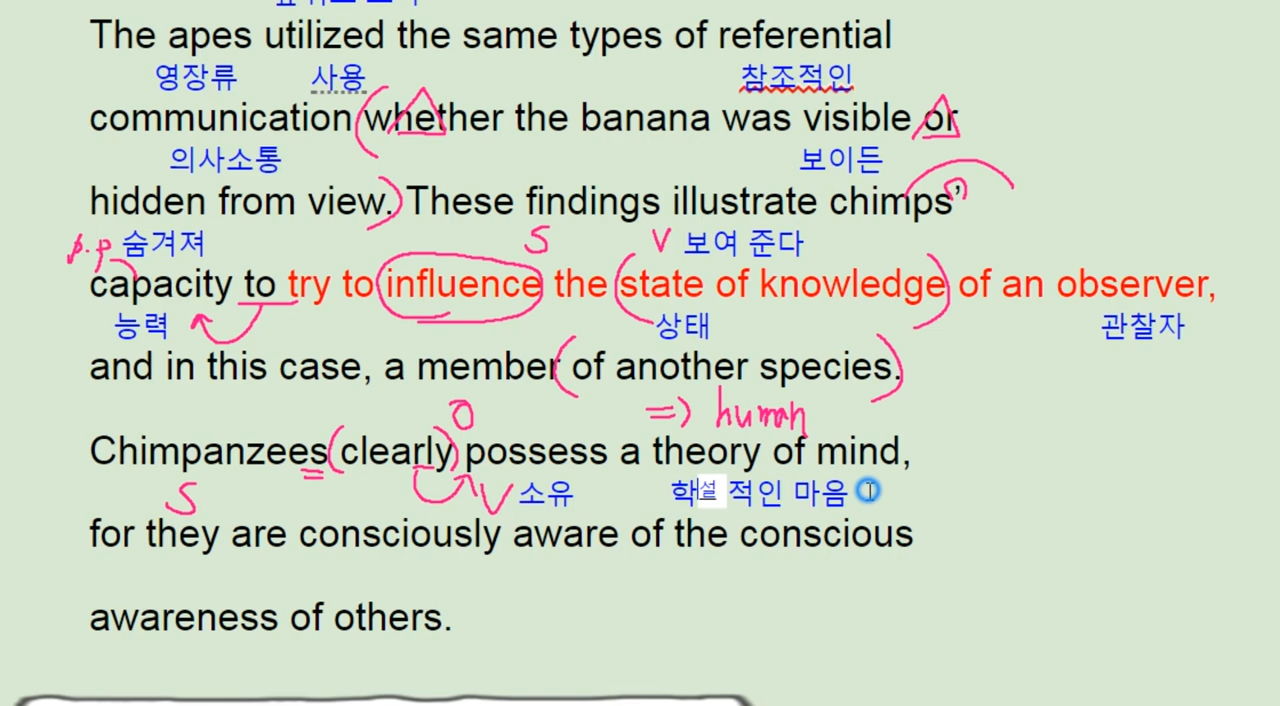 The apes utilized the same types of referential
영장류 사용 참조적인
communication whether the banana was visible or
의사소통 보이든
hidden from view. These findings illustrate chimps'
p.p 숨겨져 S V 보여 준다
capacity to try to influence the state of knowledge of an observer,
능력 상태 관찰자
and in this case, a member of another species.
=> human
Chimpanzees clearly possess a theory of mind,
S V 소유 학설 적인 마음
for they are consciously aware of the conscious
awareness of others.